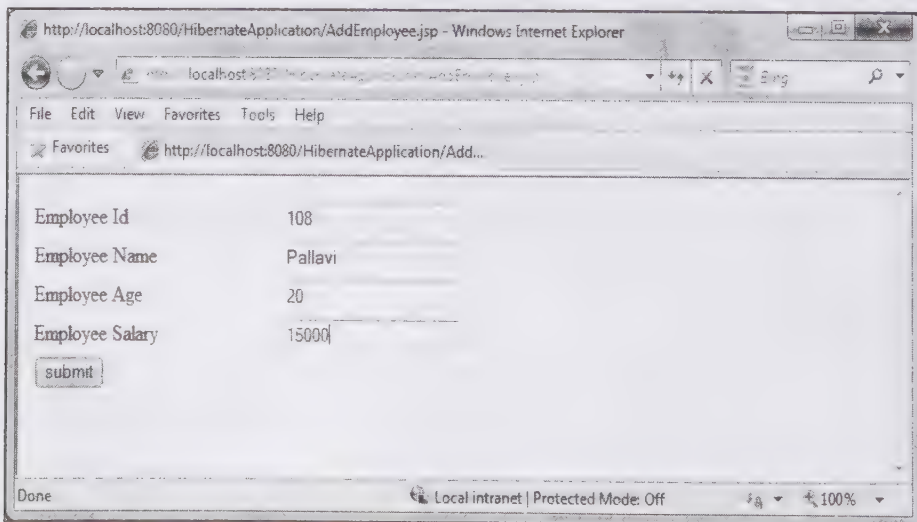 http://localhost:8080/HibernateApplication/AddEmployee.jsp - Windows Internet Explorer
localhost
Bing
File Edit View Favorites Tools Help
Favorites http://localhost:8080/HibernateApplication/Add...
Employee Id 108
Employee Name Pallavi
Employee Age 20
Employee Salary 15000
submit
Done Local intranet | Protected Mode: Off 100%